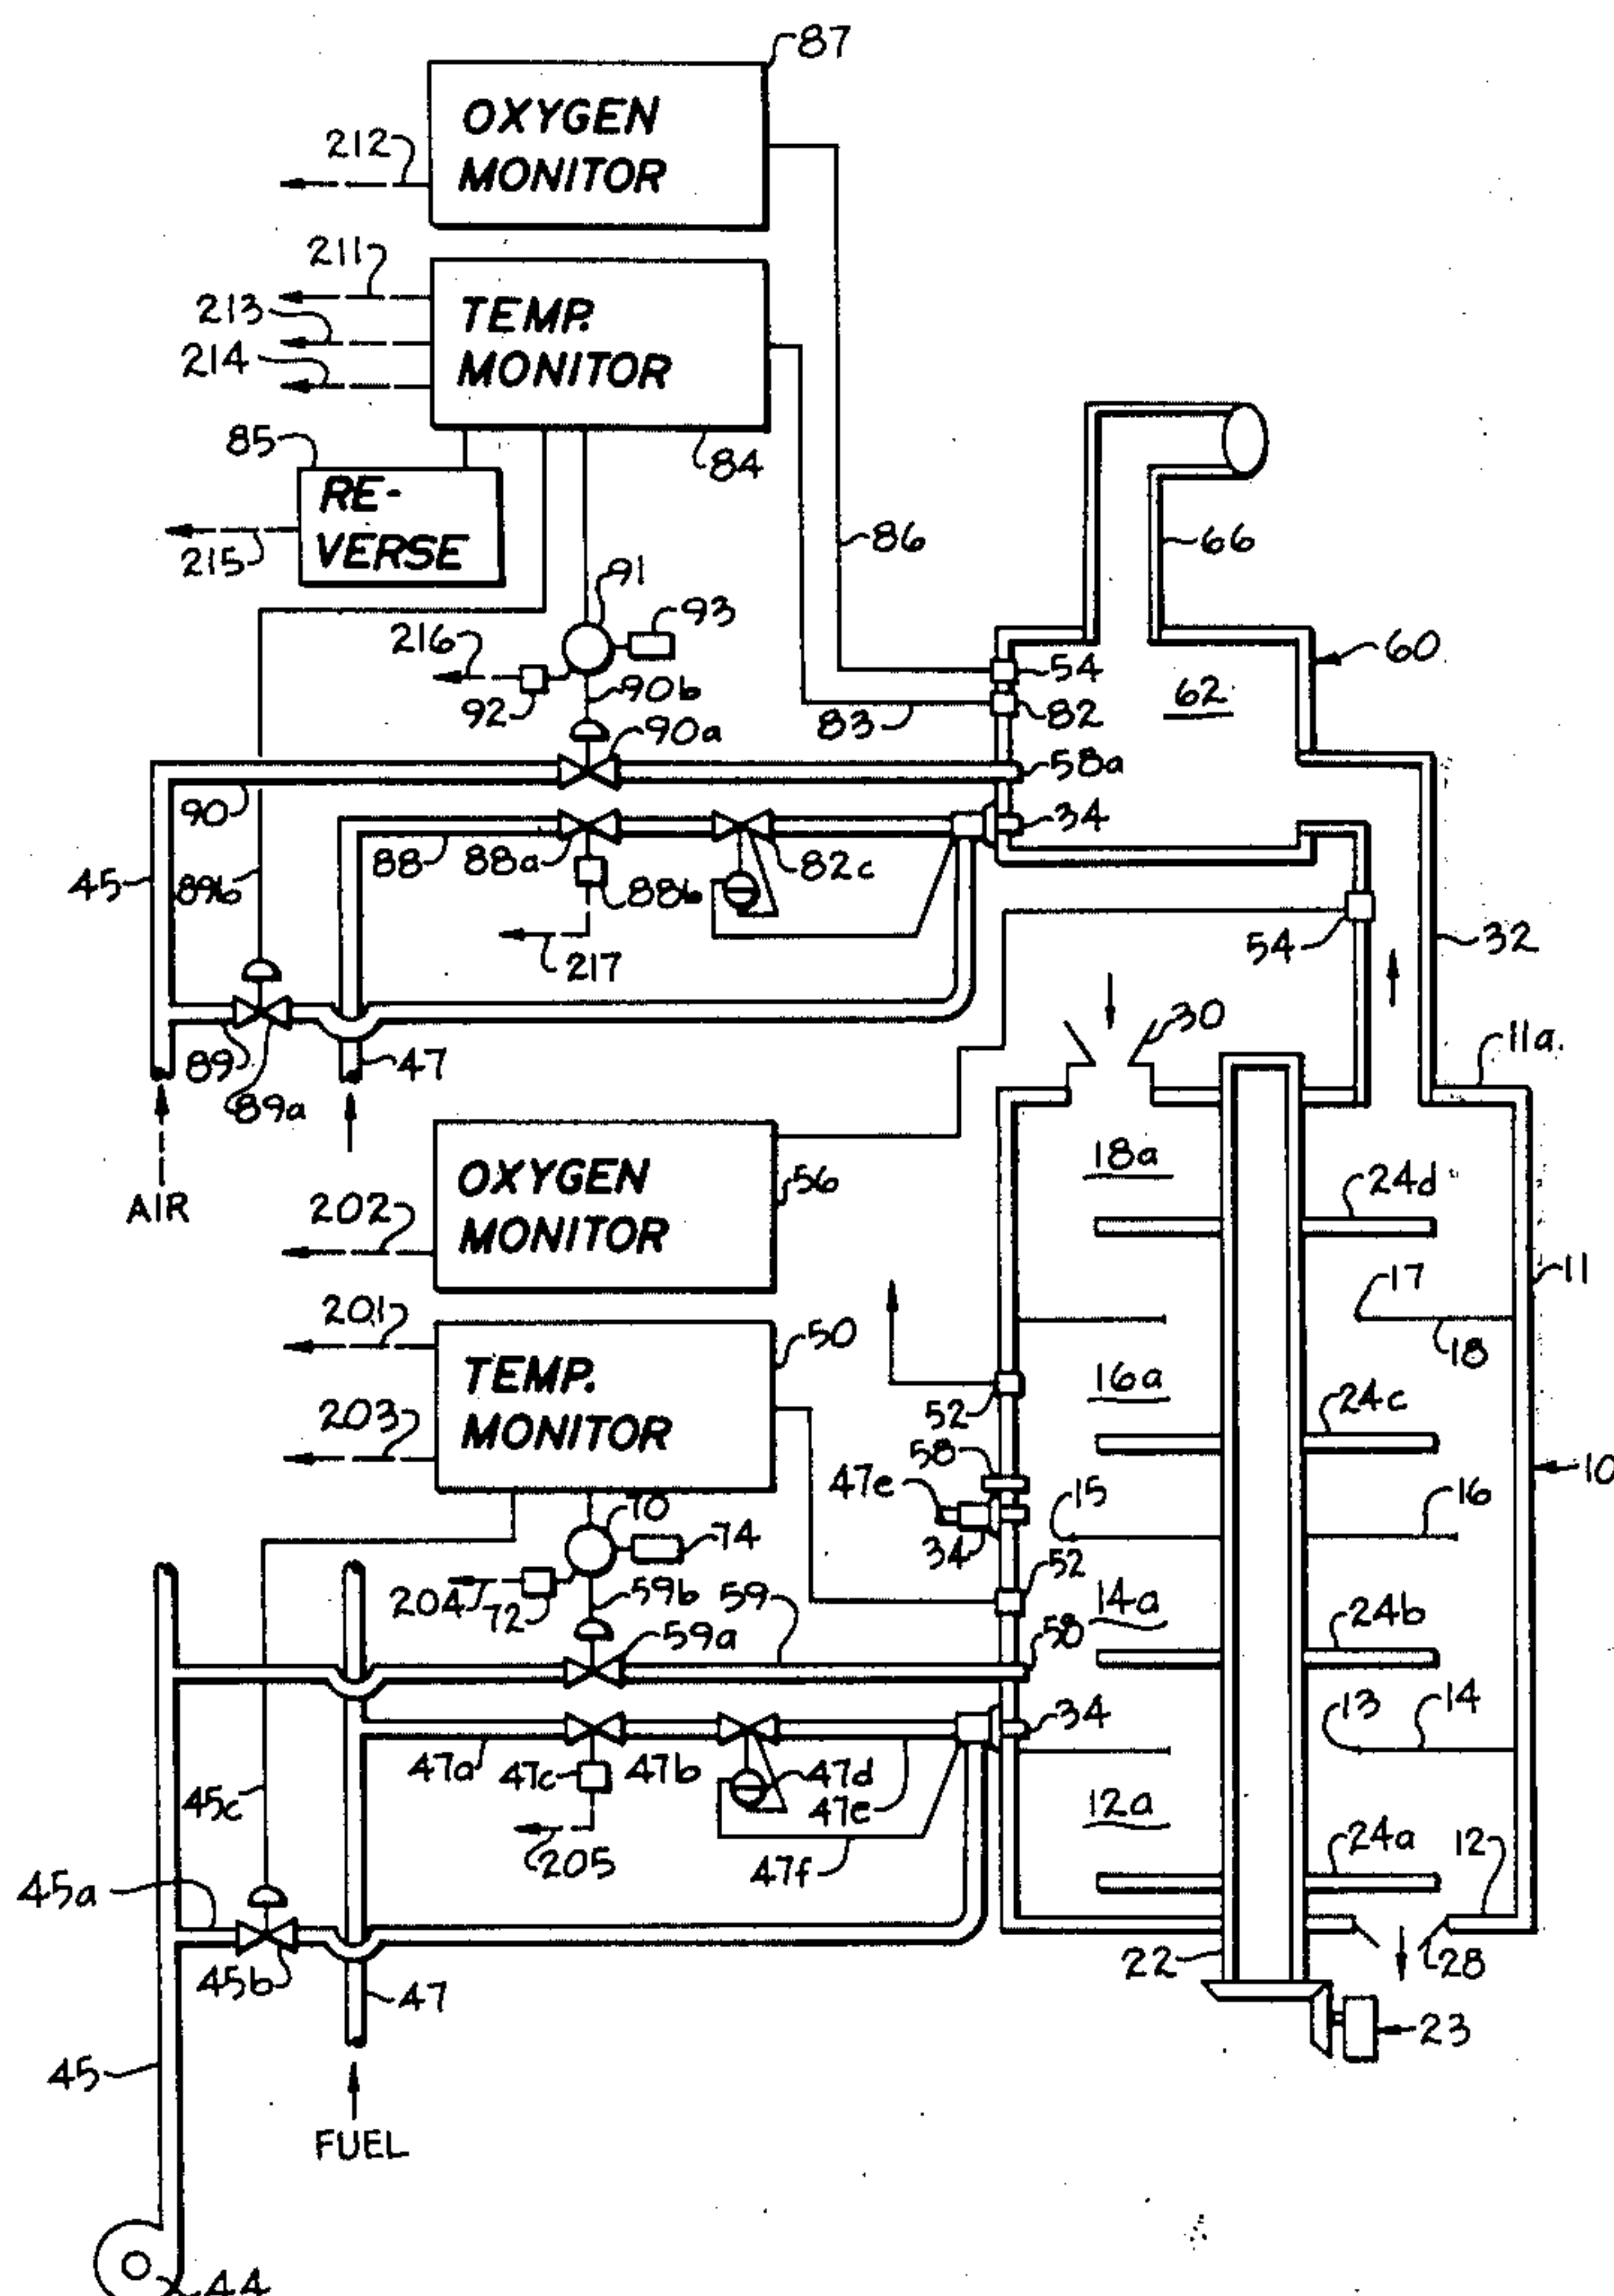 87
OXYGEN
MONITOR
212
211
213
214
TEMP.
MONITOR
84
85
RE-
VERSE
215
86
66
91
93
216
92
90b
54
82
83
60
62
90a
58a
90
34
88
88a
82c
88b
45
89b
217
54
32
30
11a.
89
89a
47
AIR
18a
OXYGEN
MONITOR
56
202
24d
11
17
18
201
50
TEMP.
MONITOR
203
16a
52
24c
58
47e
10
15
16
34
52
70
74
204
72
59b
59
14a
24b
59a
58
13
14
34
47a
47c
47b
47d
47e
12a
45c
205
47f
24a
12
45a
45b
22
28
47
23
45
FUEL
44